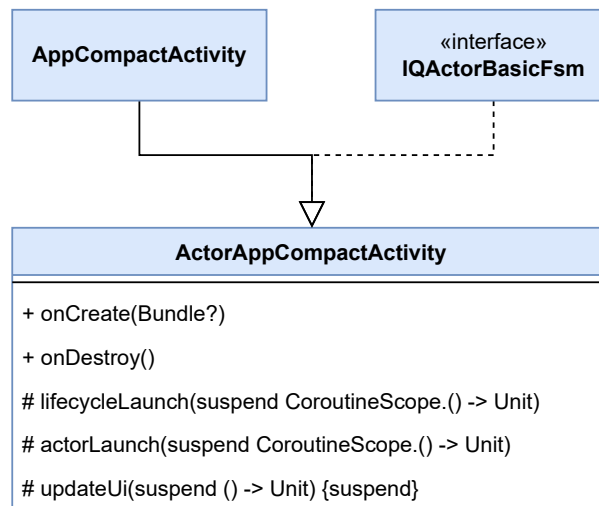 AppCompactActivity
«interface»
IQActorBasicFsm
ActorAppCompactActivity
+ onCreate(Bundle?)
+ onDestroy()
# lifecycleLaunch(suspend CoroutineScope.() -> Unit)
# actorLaunch(suspend CoroutineScope.() -> Unit)
# updateUi(suspend () -> Unit) {suspend}